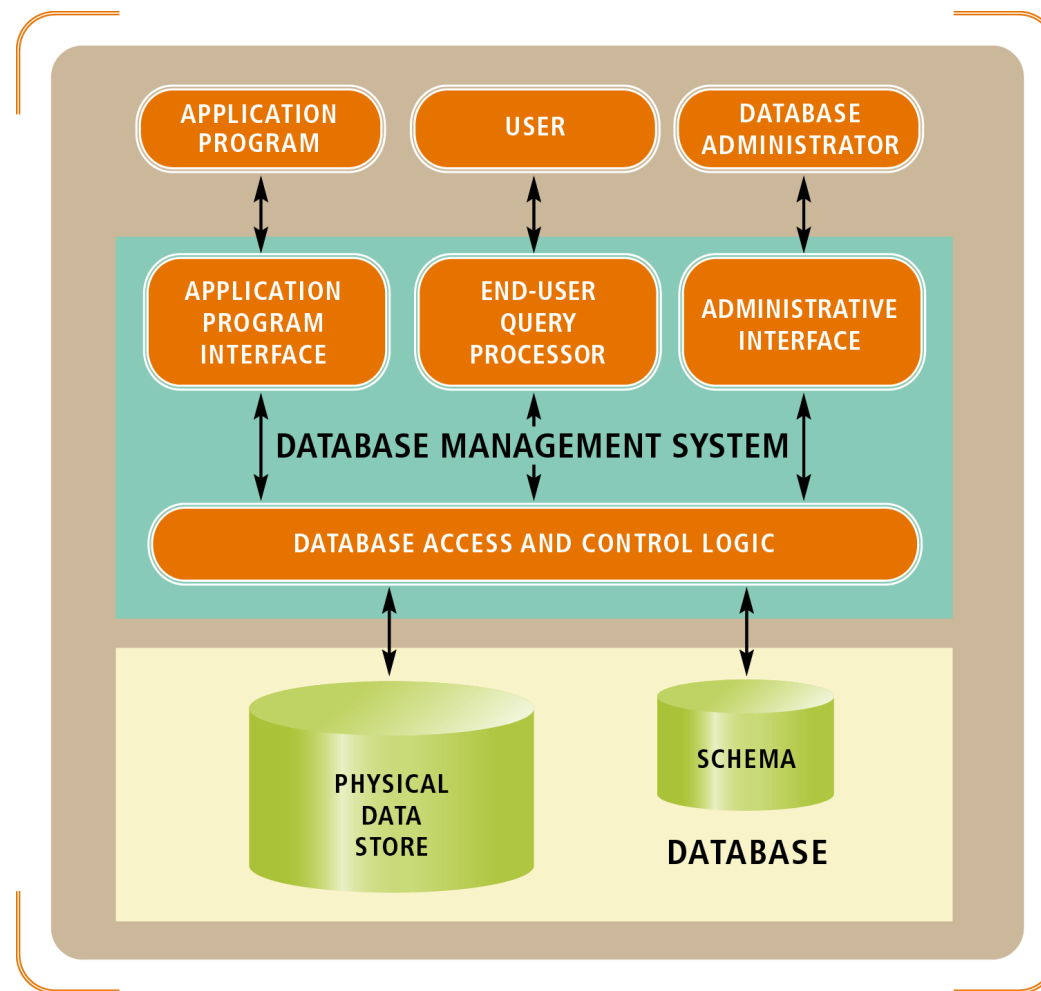 APPLICATION
PROGRAM
USER
DATABASE
ADMINISTRATOR
APPLICATION
PROGRAM
INTERFACE
END-USER
QUERY
PROCESSOR
ADMINISTRATIVE
INTERFACE
DATABASE MANAGEMENT SYSTEM
DATABASE ACCESS AND CONTROL LOGIC
PHYSICAL
DATA
STORE
SCHEMA
DATABASE